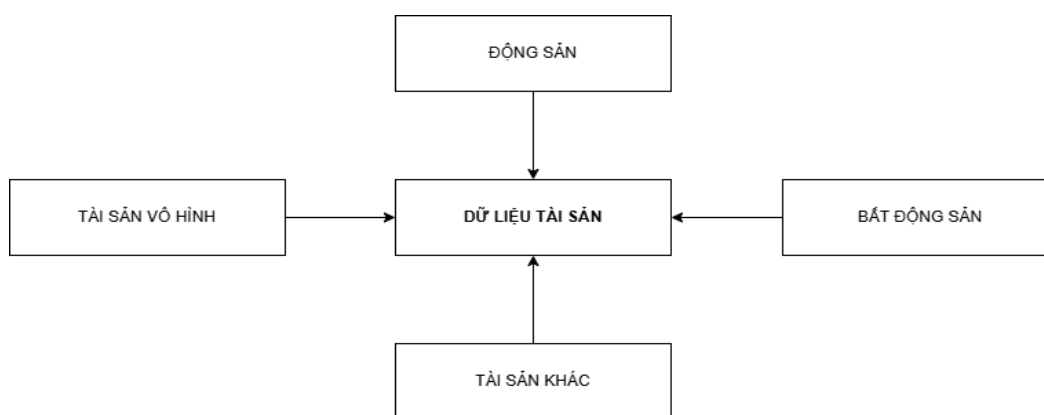 ĐỘNG SẢN
TÀI SẢN VÔ HÌNH
DỮ LIỆU TÀI SẢN
BẤT ĐỘNG SẢN
TÀI SẢN KHÁC